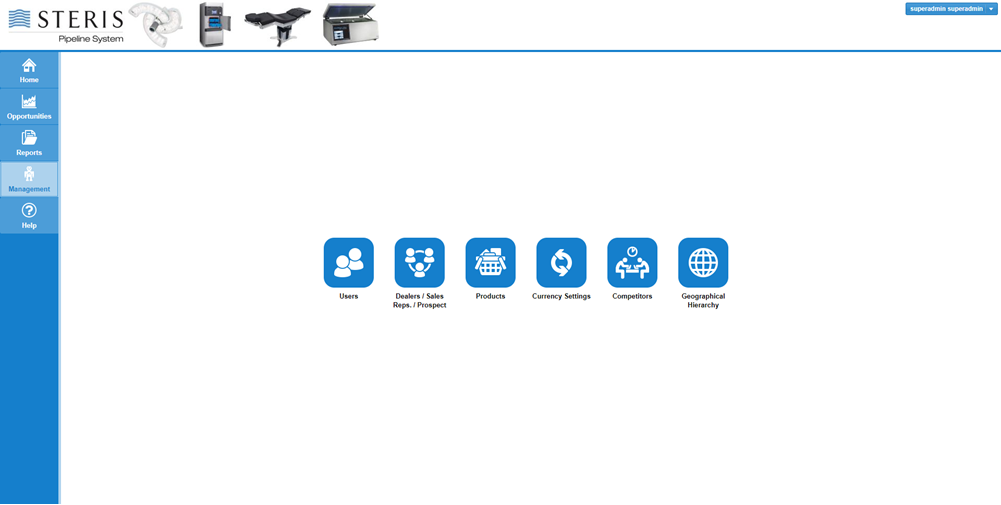 STERIS
Pipeline System
superadmin superadmin
Home
Opportunities
Reports
Management
Help
Users
Dealers / Sales
Reps. / Prospect
Products
Currency Settings
Competitors
Geographical
Hierarchy